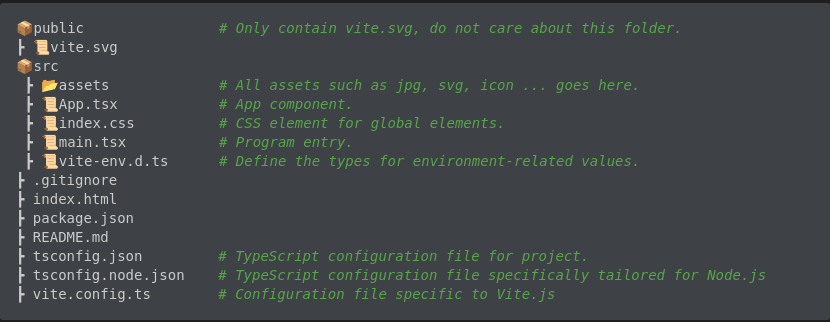 📦public                # Only contain vite.svg, do not care about this folder.
┣ 📜vite.svg
📦src
 ┣ 📂assets             # All assets such as jpg, svg, icon ... goes here.
 ┣ 📜App.tsx            # App component.
 ┣ 📜index.css          # CSS element for global elements.
 ┣ 📜main.tsx           # Program entry.
 ┣ 📜vite-env.d.ts      # Define the types for environment-related values.
┣ .gitignore
┣ index.html
┣ package.json
┣ README.md
┣ tsconfig.json         # TypeScript configuration file for project.
┣ tsconfig.node.json    # TypeScript configuration file specifically tailored for Node.js
┣ vite.config.ts        # Configuration file specific to Vite.js